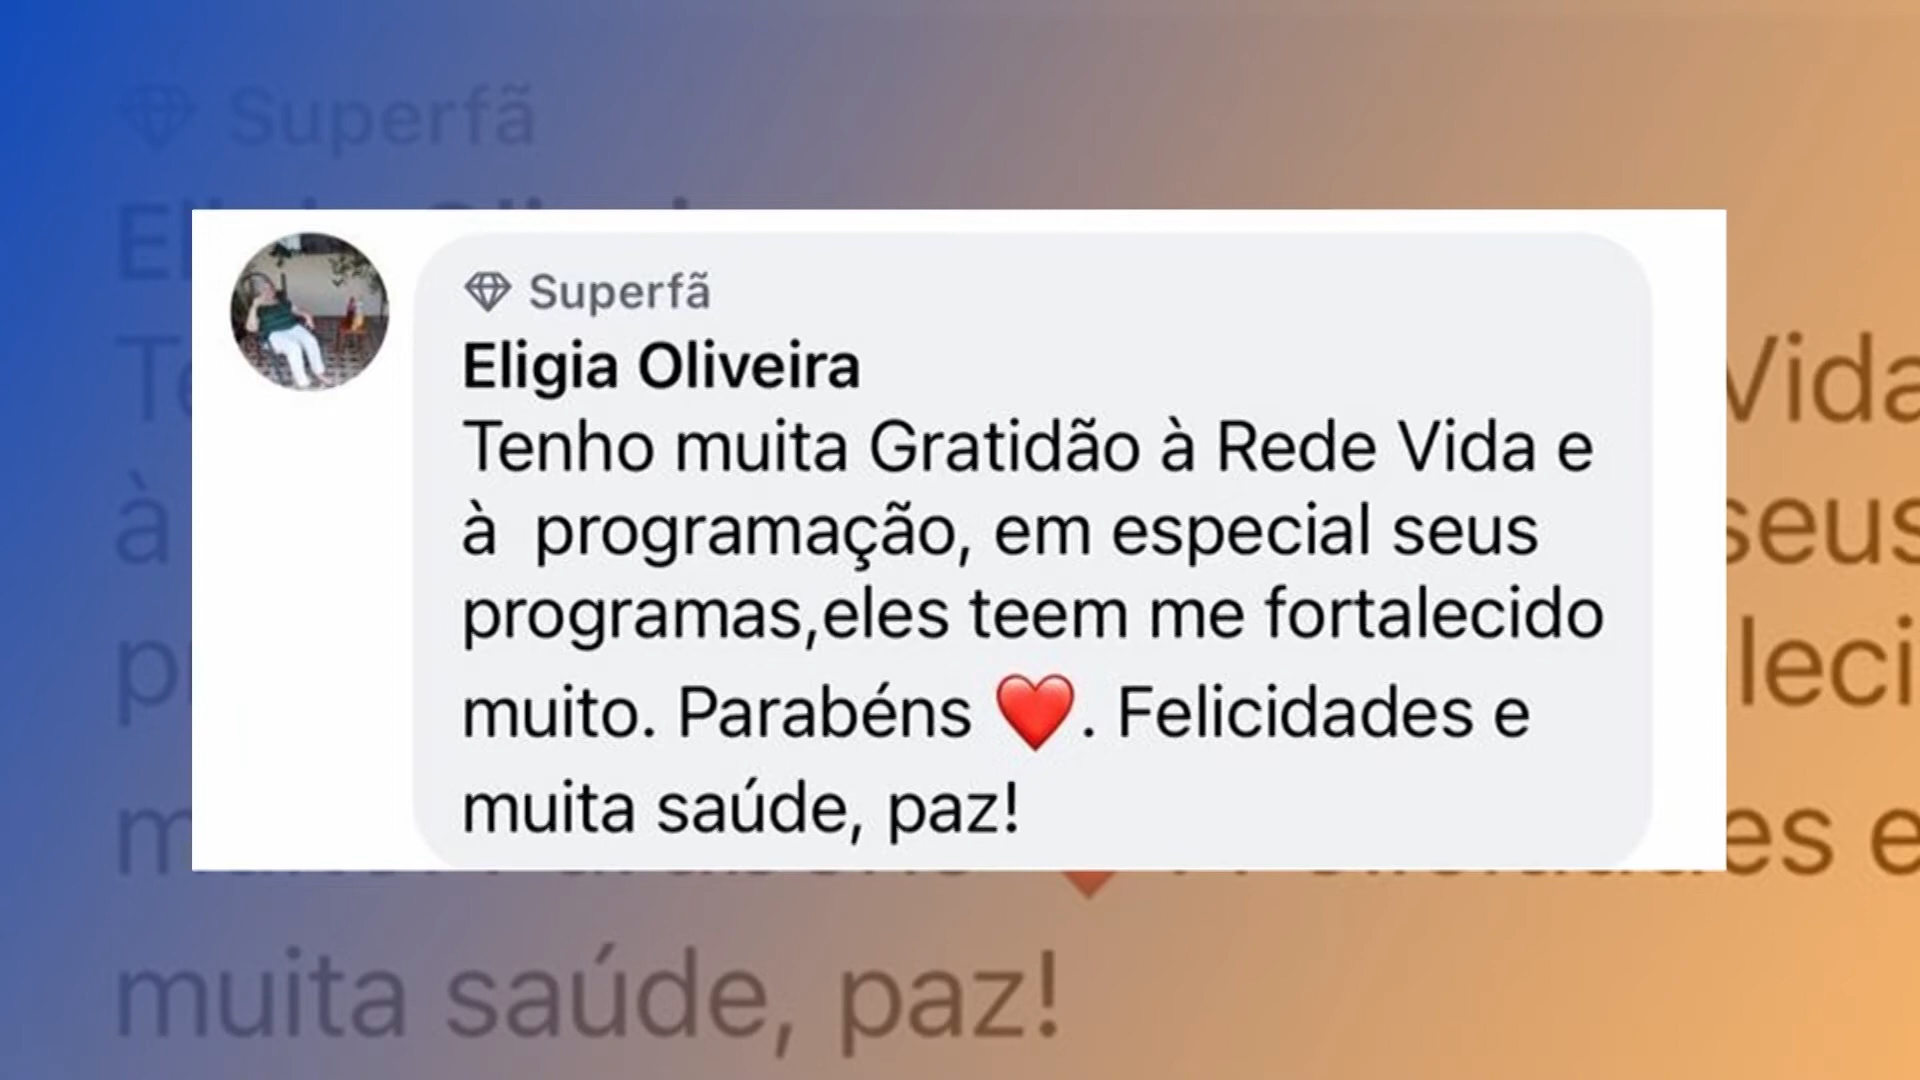 Superfã
Eligia Oliveira
Tenho muita Gratidão à Rede Vida e
à  programação, em especial seus
programas,eles teem me fortalecido
muito. Parabéns ❤️. Felicidades e
muita saúde, paz!